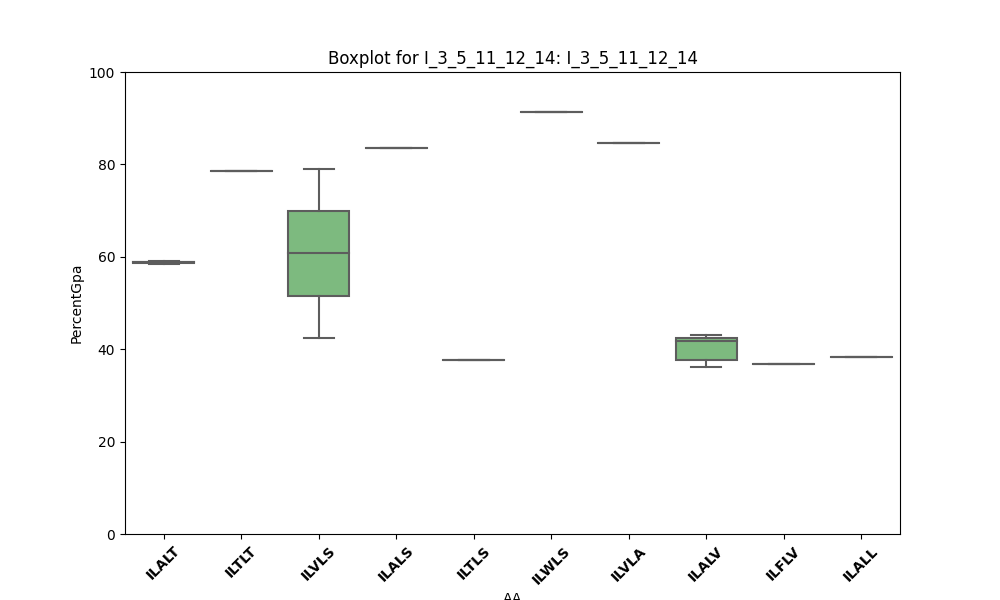 Boxplot for I_3_5_11_12_14: I_3_5_11_12_14
100
80
60
40
20
0
PercentGpa
ILALT
ILTLT
ILVLS
ILALS
ILTLS
ILWLS
ILVLA
ILALV
ILFLV
ILALL
AA